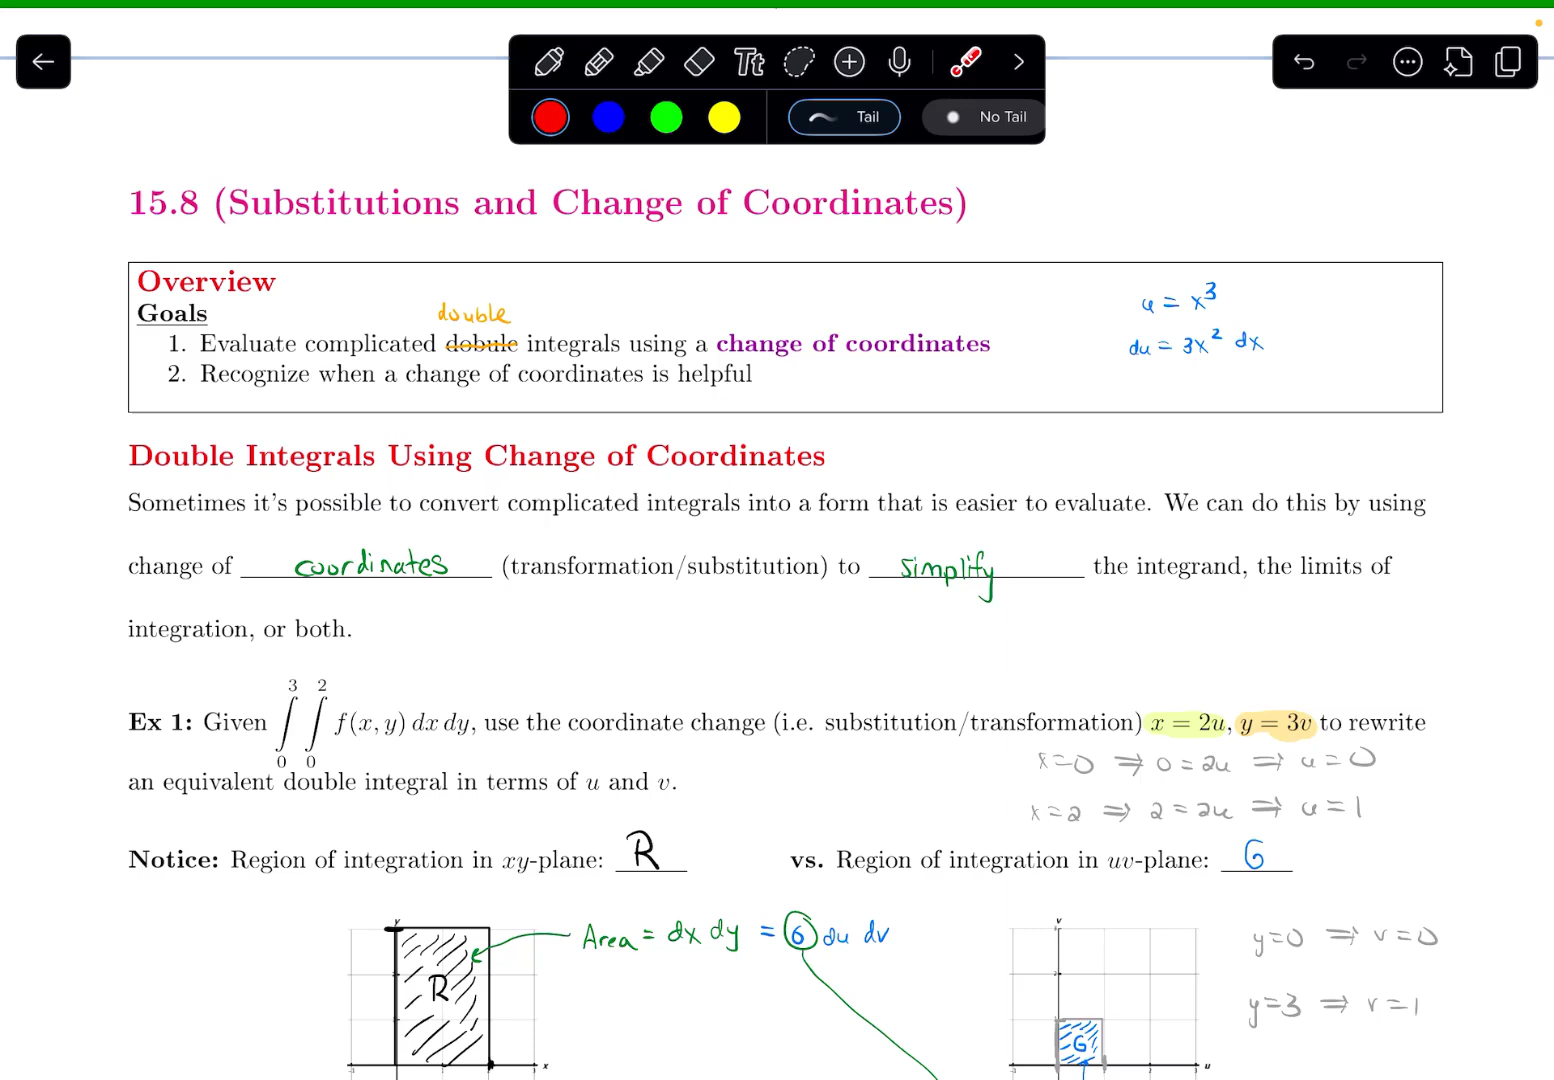 Tt
Tail
No Tail
15.8 (Substitutions and Change of Coordinates)
Overview
u = x³
Goals
double
1. Evaluate complicated dobule integrals using a change of coordinates
du = 3x² dx
2. Recognize when a change of coordinates is helpful
Double Integrals Using Change of Coordinates
Sometimes it's possible to convert complicated integrals into a form that is easier to evaluate. We can do this by using
change of coordinates (transformation/substitution) to simplify the integrand, the limits of
integration, or both.
Ex 1: Given ∫₀³ ∫₀² f(x, y) dx dy, use the coordinate change (i.e. substitution/transformation) x = 2u, y = 3v to rewrite
x=0 ⇒ 0=2u ⇒ u=0
an equivalent double integral in terms of u and v.
x=2 ⇒ 2=2u ⇒ u=1
Notice: Region of integration in xy-plane: R vs. Region of integration in uv-plane: G
Area = dx dy = 6 du dv
y=0 ⇒ v=0
R
y=3 ⇒ v=1
G
x
u